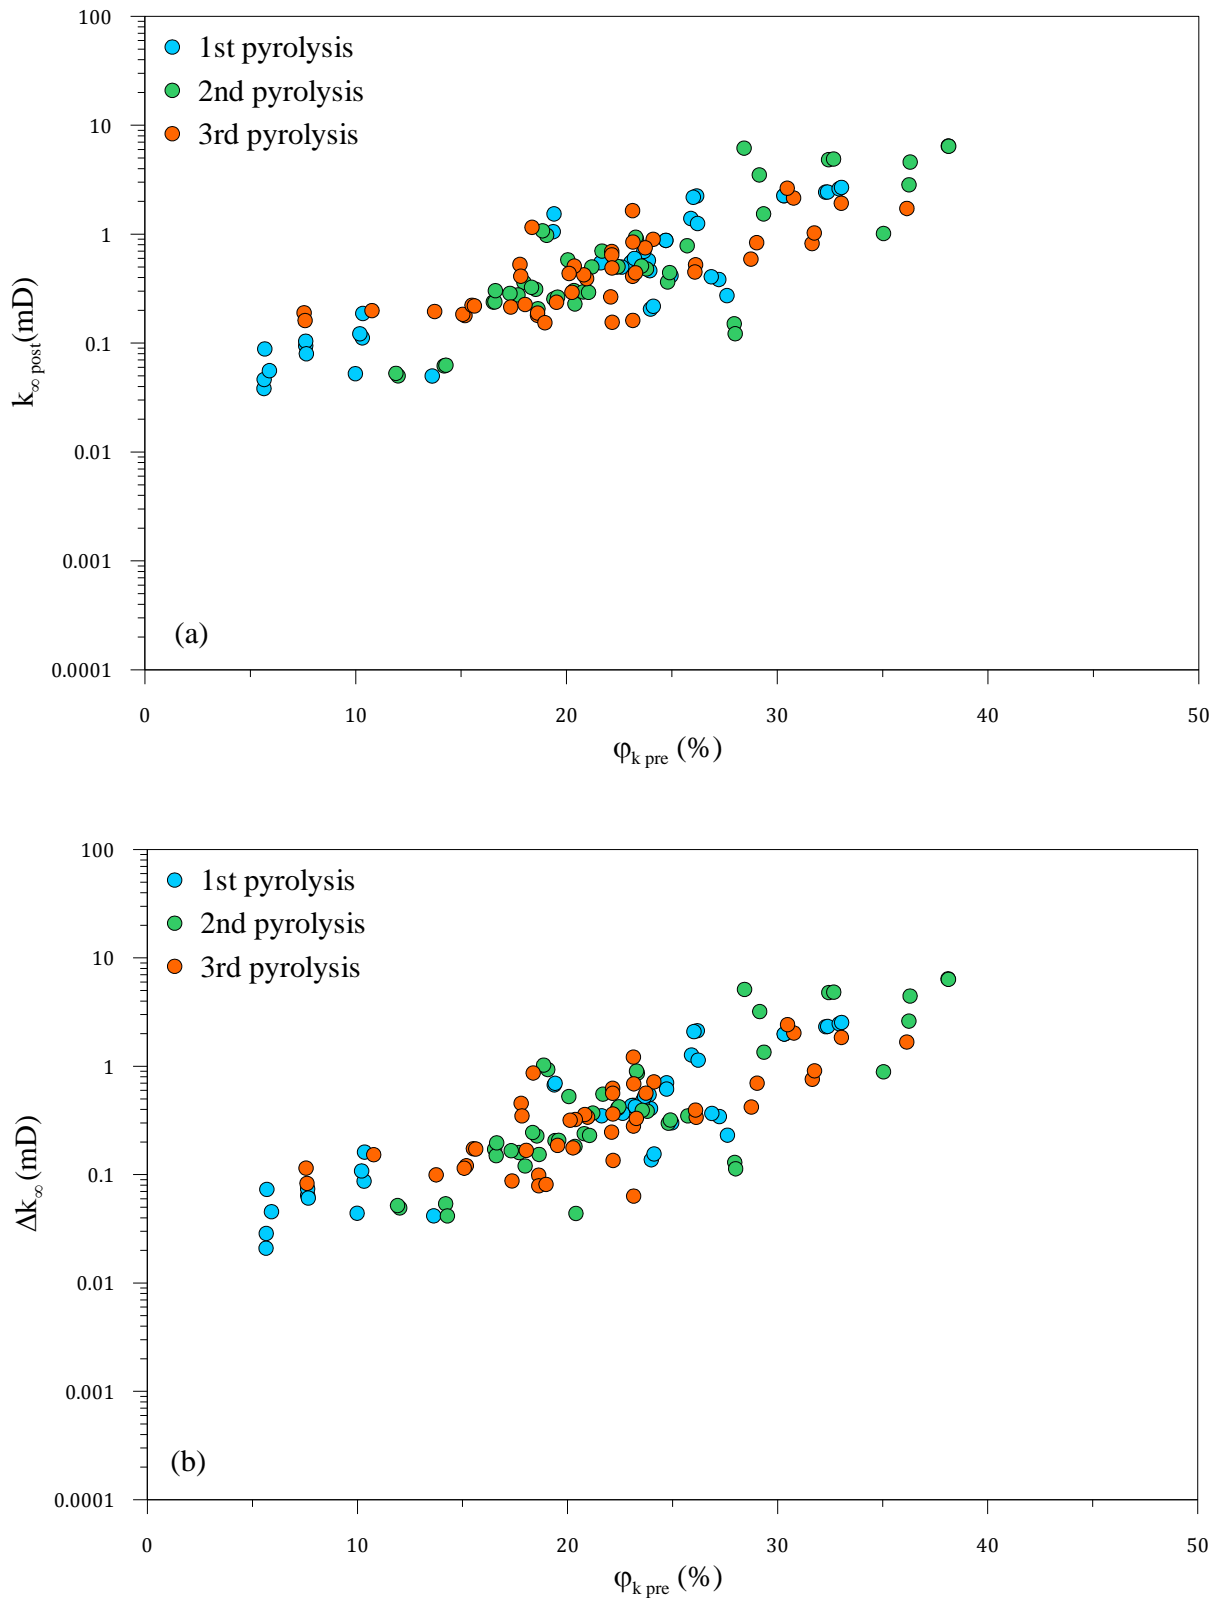 100
1st pyrolysis
2nd pyrolysis
10
3rd pyrolysis
1
k∞ post(mD)
0.1
0.01
0.001
(a)
0.0001
0 10 20 30 40 50
φk pre (%)
100
1st pyrolysis
2nd pyrolysis
10
3rd pyrolysis
1
Δk∞ (mD)
0.1
0.01
0.001
(b)
0.0001
0 10 20 30 40 50
φk pre (%)